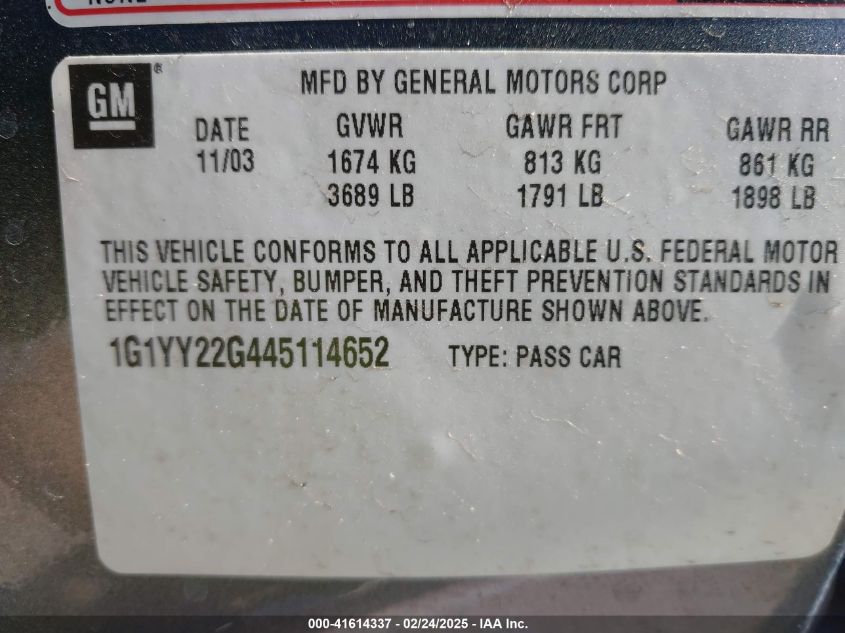 NONE
GM®
MFD BY GENERAL MOTORS CORP
DATE GVWR GAWR FRT GAWR RR
11/03 1674 KG 813 KG 861 KG
3689 LB 1791 LB 1898 LB
THIS VEHICLE CONFORMS TO ALL APPLICABLE U.S. FEDERAL MOTOR
VEHICLE SAFETY, BUMPER, AND THEFT PREVENTION STANDARDS IN
EFFECT ON THE DATE OF MANUFACTURE SHOWN ABOVE.
1G1YY22G445114652 TYPE: PASS CAR
000-41614337 - 02/24/2025 - IAA Inc.